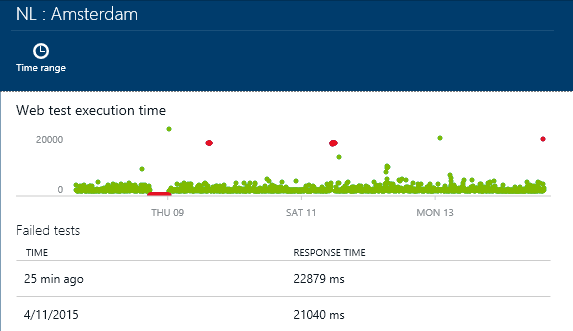 NL : Amsterdam
Time range
Web test execution time
20000
0
THU 09 SAT 11 MON 13
Failed tests
TIME RESPONSE TIME
25 min ago 22879 ms
4/11/2015 21040 ms